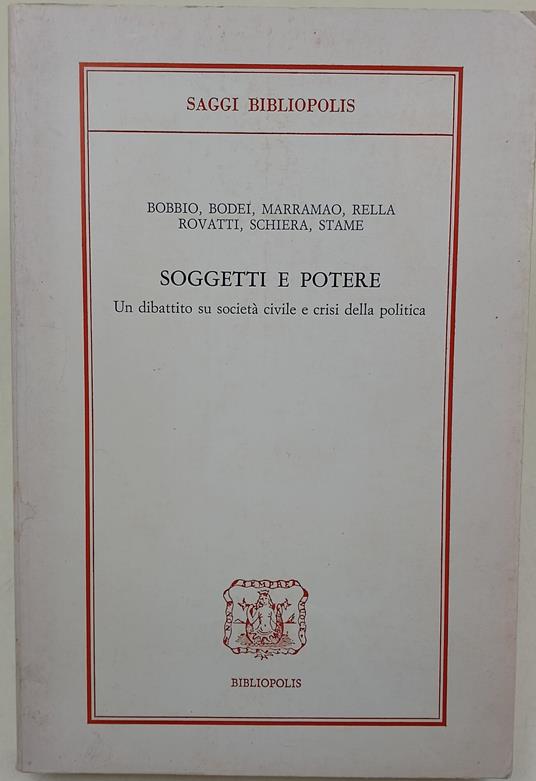 SAGGI BIBLIOPOLIS
BOBBIO, BODEI, MARRAMAO, RELLA
ROVATTI, SCHIERA, STAME
SOGGETTI E POTERE
Un dibattito su società civile e crisi della politica
SEMPER
BIBLIOPOLIS